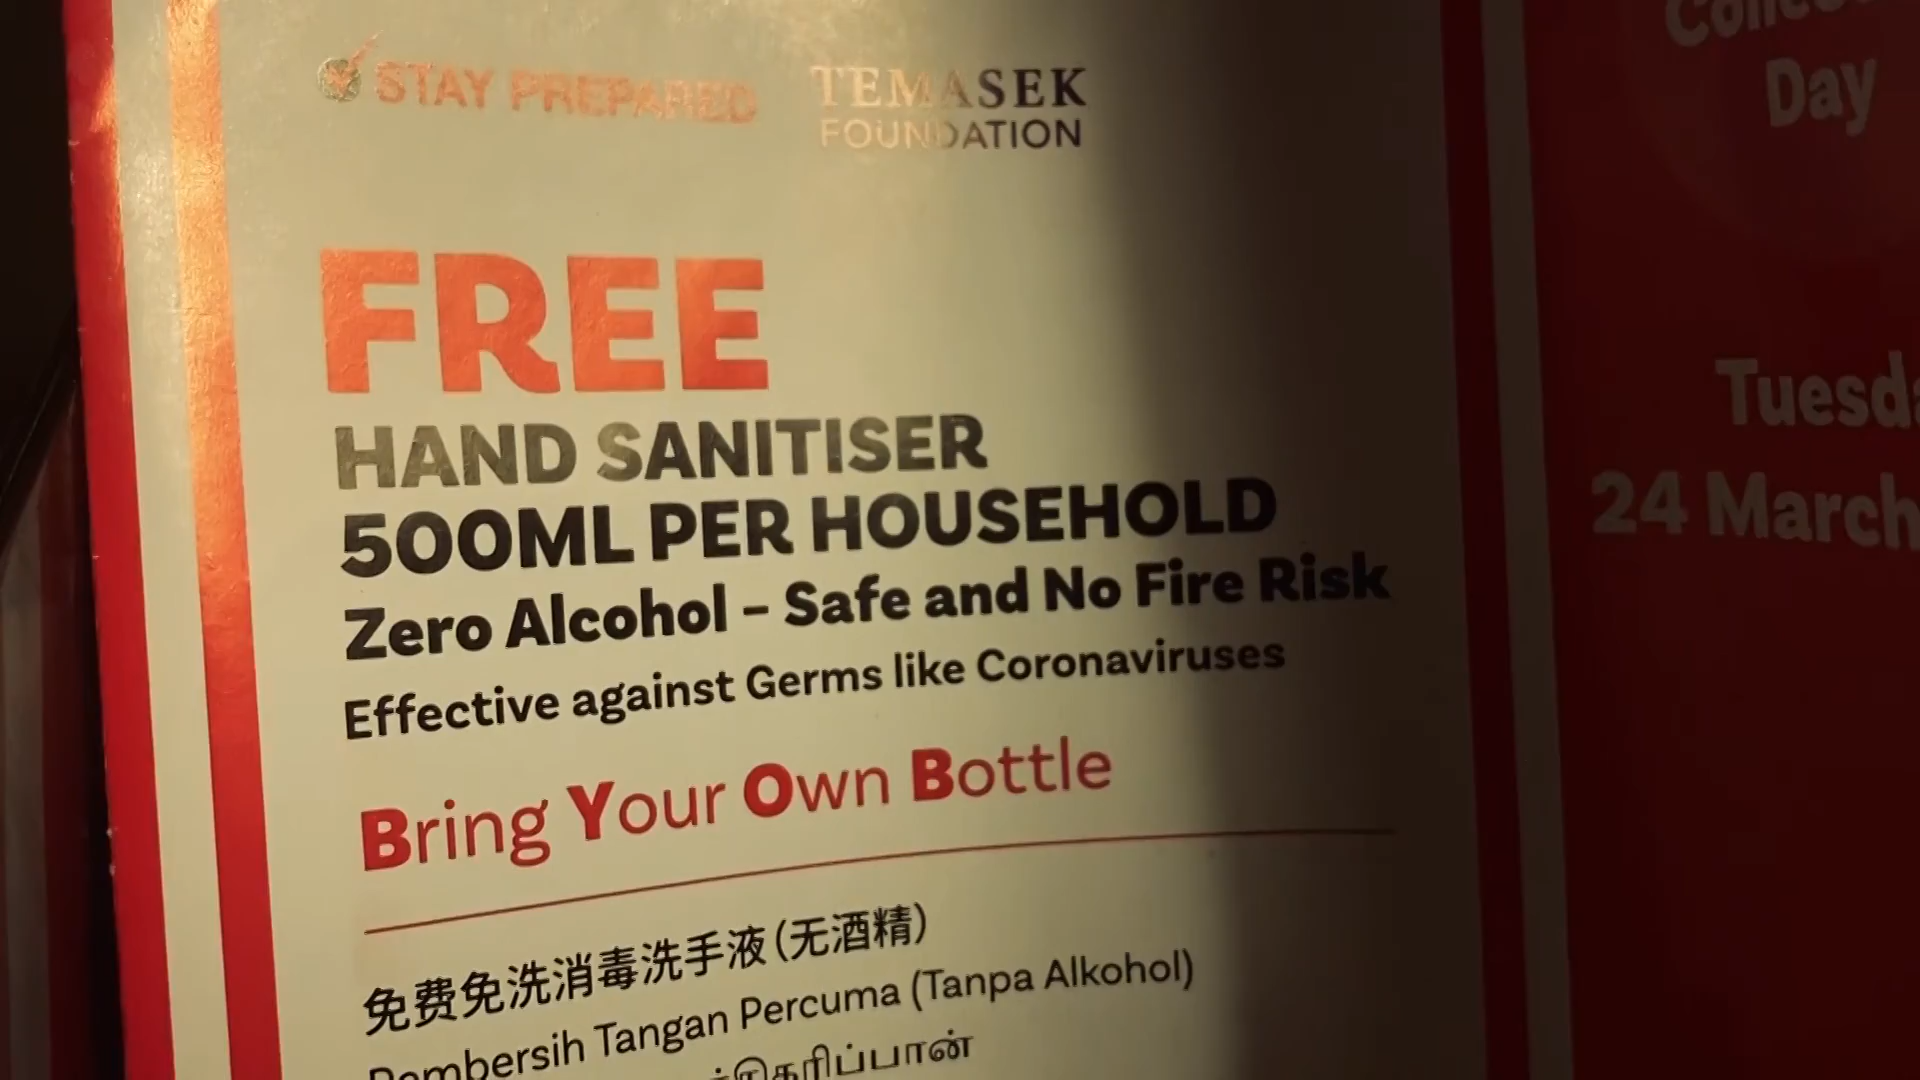 STAY PREPARED
TEMASEK
FOUNDATION
FREE
HAND SANITISER
500ML PER HOUSEHOLD
Zero Alcohol – Safe and No Fire Risk
Effective against Germs like Coronaviruses
Bring Your Own Bottle
免费免洗消毒洗手液(无酒精)
Pembersih Tangan Percuma (Tanpa Alkohol)
Day
24 March